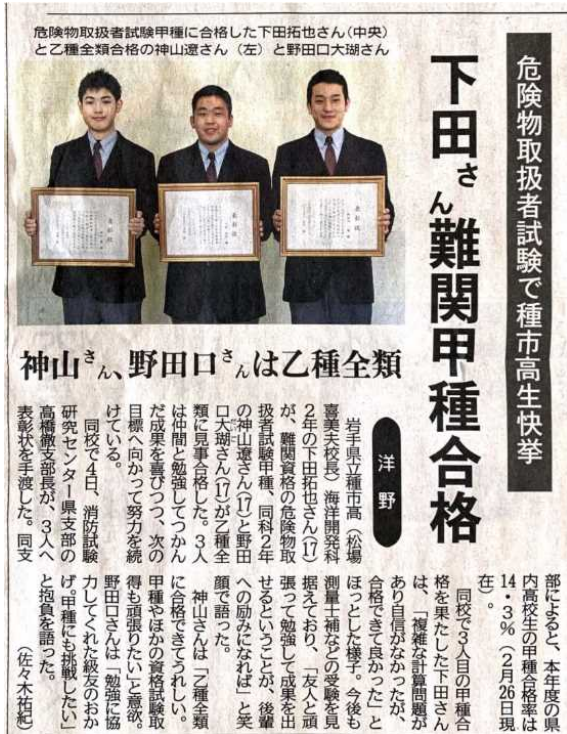 危険物取扱者試験で種市高生快挙
下田さん難関甲種合格
危険物取扱者試験甲種に合格した下田拓也さん(中央)
と乙種全類合格の神山遼さん(左)と野田口大瑚さん
表彰状
表彰状
表彰状
神山さん、野田口さんは乙種全類
洋野
岩手県立種市高(松場
喜美夫校長)海洋開発科
2年の下田拓也さん(17)
が、難関資格の危険物取
扱者試験甲種、同科2年
の神山遼さん(17)と野田
口大瑚さん(17)が乙種全
類に見事合格した。3人
は仲間と勉強してつかん
だ成果を喜びつつ、次の
目標へ向かって努力を続
けている。
同校で4日、消防試験
研究センター県支部の
高橋徹支部長が、3人へ
表彰状を手渡した。同支
部によると、本年度の県
内高校生の甲種合格率は
14・3%(2月26日現
在)。
同校で3人目の甲種合
格を果たした下田さん
は、「複雑な計算問題が
あり自信がなかったが、
合格できて良かった」と
ほっとした様子。今後も
測量士補などの受験を見
据えており、「友人と頑
張って勉強して成果を出
せるということが、後輩
への励みになれば」と笑
顔で語った。
神山さんは「乙種全類
に合格できてうれしい。
甲種やほかの資格試験取
得も頑張りたい」と意欲。
野田口さんは「勉強に協
力してくれた級友のおか
げ。甲種にも挑戦したい」
と抱負を語った。
(佐々木祐紀)